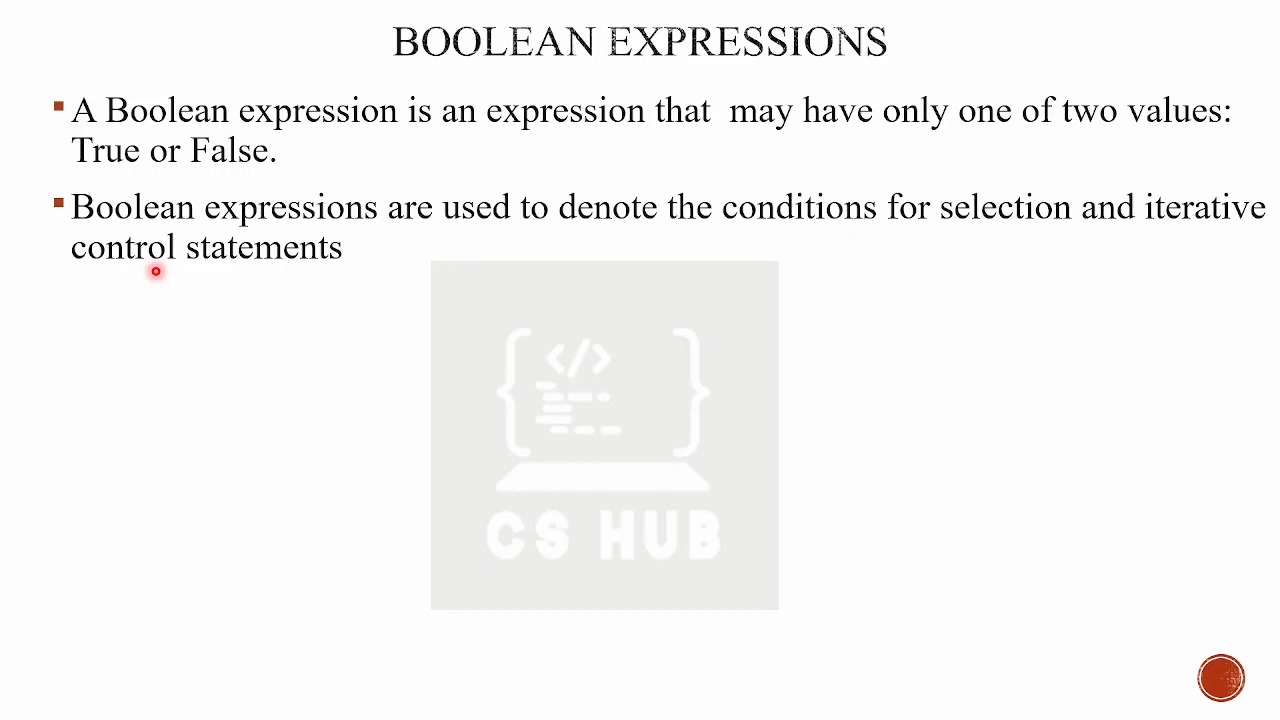 BOOLEAN EXPRESSIONS
A Boolean expression is an expression that may have only one of two values:
True or False.
Boolean expressions are used to denote the conditions for selection and iterative
control statements
</>
CS HUB